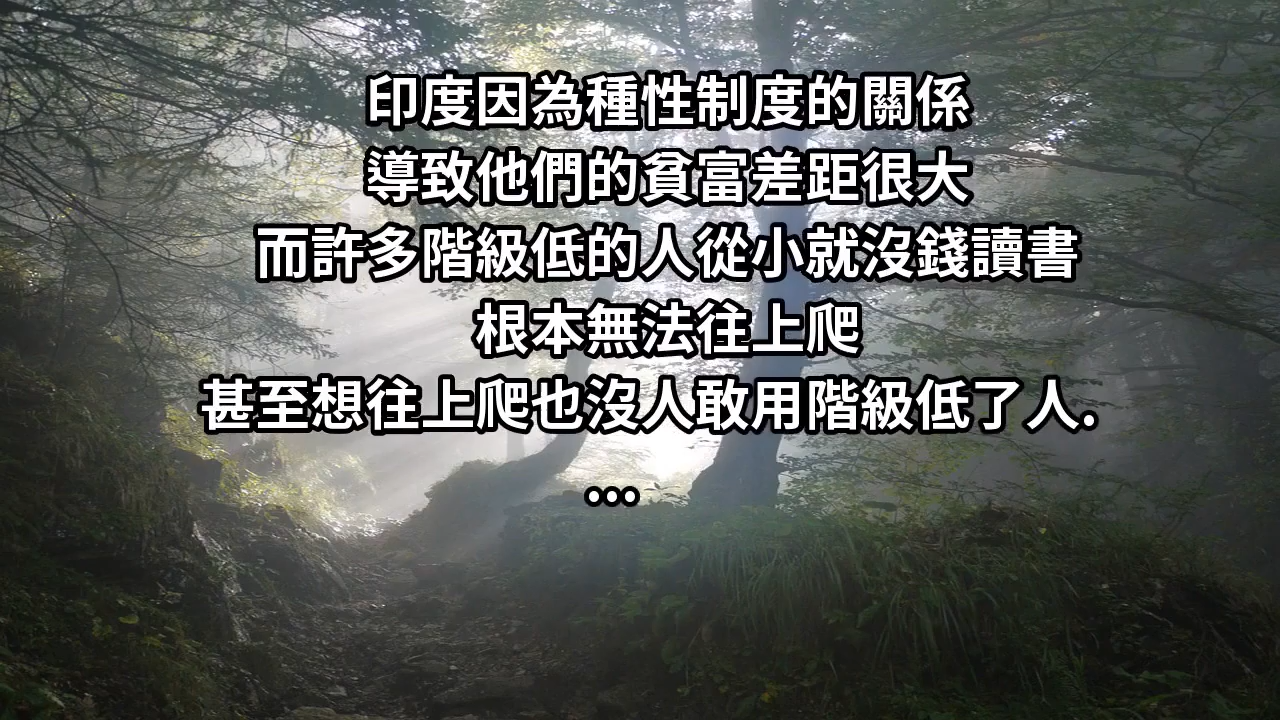 印度因為種性制度的關係
導致他們的貧富差距很大
而許多階級低的人從小就沒錢讀書
根本無法往上爬
甚至想往上爬也沒人敢用階級低了人.
...